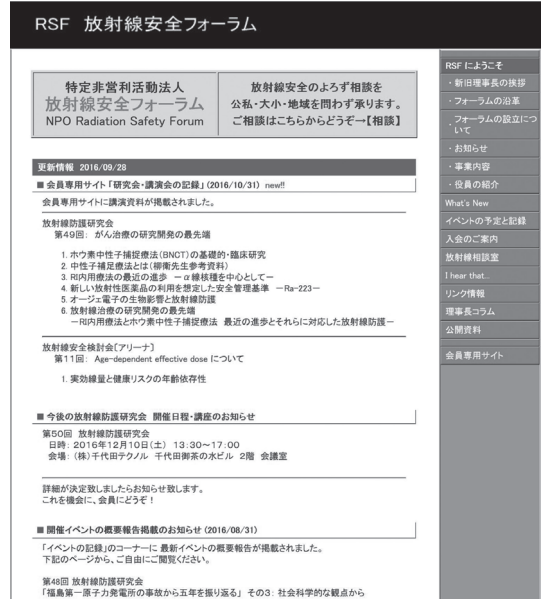 RSF 放射線安全フォーラム
特定非営利活動法人
放射線安全フォーラム
NPO Radiation Safety Forum
放射線安全のよろず相談を
公私・大小・地域を問わず承ります。
ご相談はこちらからどうぞ→【相談】
更新情報 2016/09/28
■ 会員専用サイト「研究会・講演会の記録」(2016/10/31) new!!
会員専用サイトに講演資料が掲載されました。
放射線防護研究会
第49回: がん治療の研究開発の最先端
1. ホウ素中性子捕捉療法(BNCT)の基礎的・臨床研究
2. 中性子捕足療法とは(柳衛先生参考資料)
3. RI内用療法の最近の進歩 −α線核種を中心として−
4. 新しい放射性医薬品の利用を想定した安全管理基準 −Ra-223−
5. オージェ電子の生物影響と放射線防護
6. 放射線治療の研究開発の最先端
−RI内用療法とホウ素中性子捕捉療法 最近の進歩とそれらに対応した放射線防護−
放射線安全検討会〔アリーナ〕
第11回: Age-dependent effective dose について
1. 実効線量と健康リスクの年齢依存性
■ 今後の放射線防護研究会 開催日程・講座のお知らせ
第50回 放射線防護研究会
日時: 2016年12月10日(土) 13:30～17:00
会場: (株)千代田テクノル 千代田御茶の水ビル 2階 会議室
詳細が決定致しましたらお知らせ致します。
これを機会に、会員にどうぞ！
■ 開催イベントの概要報告掲載のお知らせ (2016/08/31)
「イベントの記録」のコーナーに 最新イベントの概要報告が掲載されました。
下記のページから、ご自由にご閲覧ください。
第48回 放射線防護研究会
「福島第一原子力発電所の事故から五年を振り返る」 その3: 社会科学的な観点から
RSF にようこそ
・新旧理事長の挨拶
・フォーラムの沿革
・フォーラムの設立について
・お知らせ
・事業内容
・役員の紹介
What's New
イベントの予定と記録
入会のご案内
放射線相談室
I hear that...
リンク情報
理事長コラム
公開資料
会員専用サイト